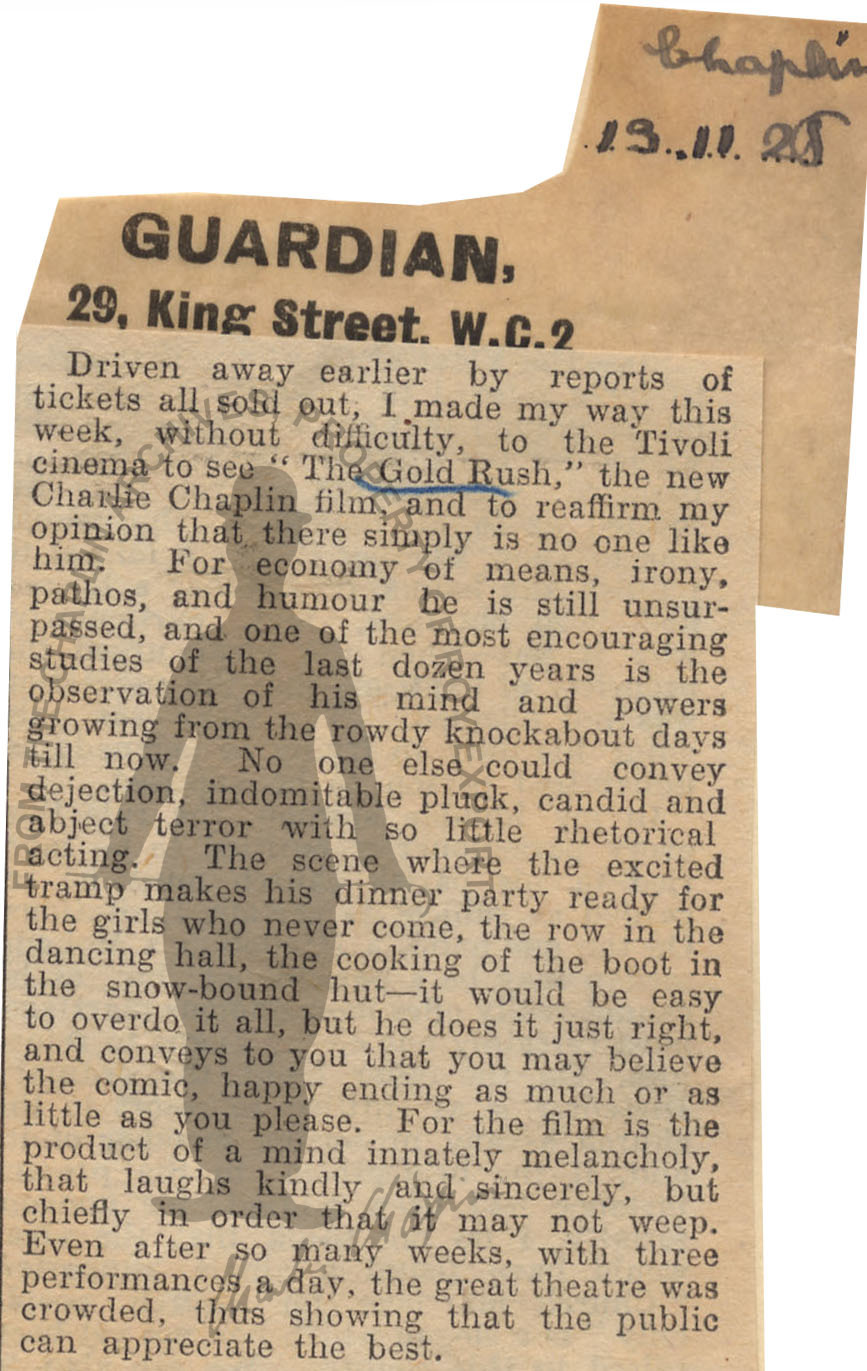 Chaplin
13.11.25
GUARDIAN,
29, King Street, W.C.2
Driven away earlier by reports of
tickets all sold out, I made my way this
week, without difficulty, to the Tivoli
cinema to see “ The Gold Rush,” the new
Charlie Chaplin film, and to reaffirm my
opinion that there simply is no one like
him. For economy of means, irony,
pathos, and humour he is still unsur-
passed, and one of the most encouraging
studies of the last dozen years is the
observation of his mind and powers
growing from the rowdy knockabout days
till now. No one else could convey
dejection, indomitable pluck, candid and
abject terror with so little rhetorical
acting. The scene where the excited
tramp makes his dinner party ready for
the girls who never come, the row in the
dancing hall, the cooking of the boot in
the snow-bound hut—it would be easy
to overdo it all, but he does it just right,
and conveys to you that you may believe
the comic, happy ending as much or as
little as you please. For the film is the
product of a mind innately melancholy,
that laughs kindly and sincerely, but
chiefly in order that it may not weep.
Even after so many weeks, with three
performances a day, the great theatre was
crowded, thus showing that the public
can appreciate the best.